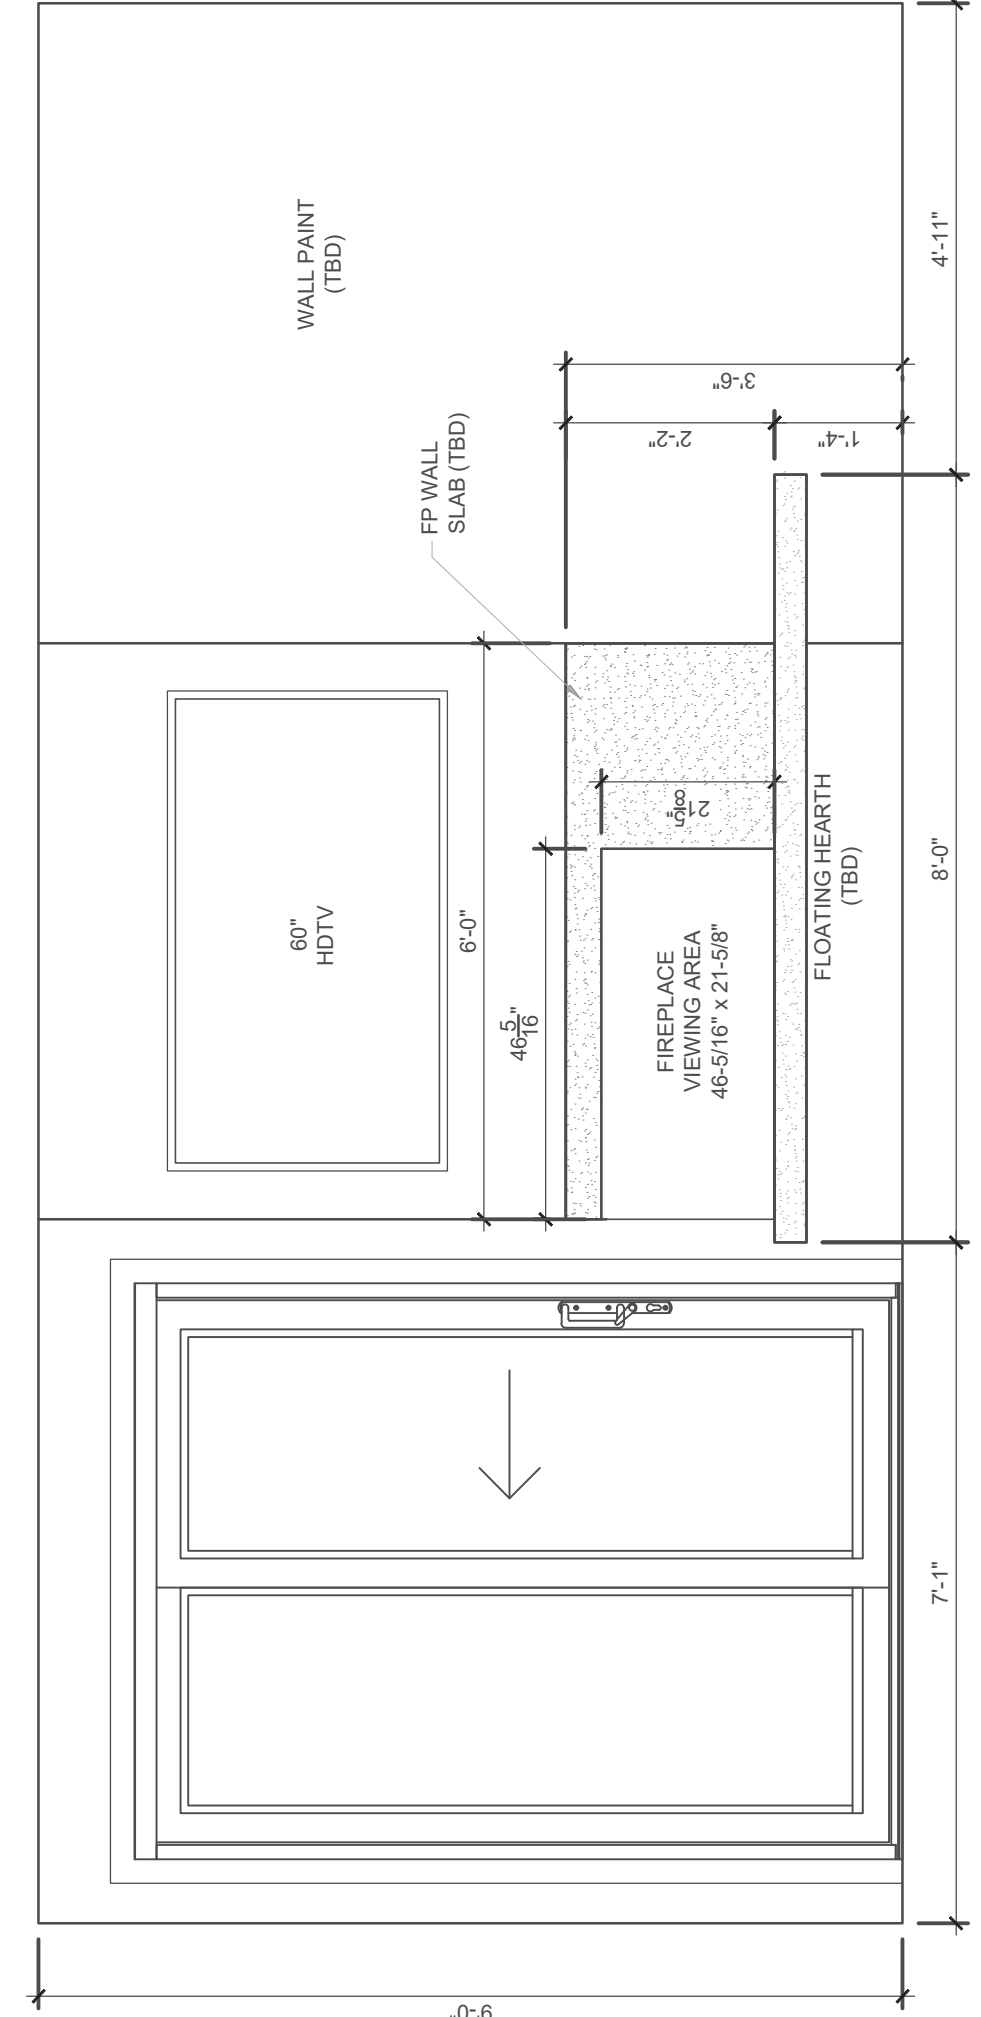 WALL PAINT
(TBD)
FP WALL
SLAB (TBD)
60"
HDTV
6'-0"
46 5/16"
FIREPLACE
VIEWING AREA
46-5/16" x 21-5/8"
21 5/8"
FLOATING HEARTH
(TBD)
3'-6"
2'-2"
1'-4"
7'-1"
8'-0"
4'-11"
9'-0"